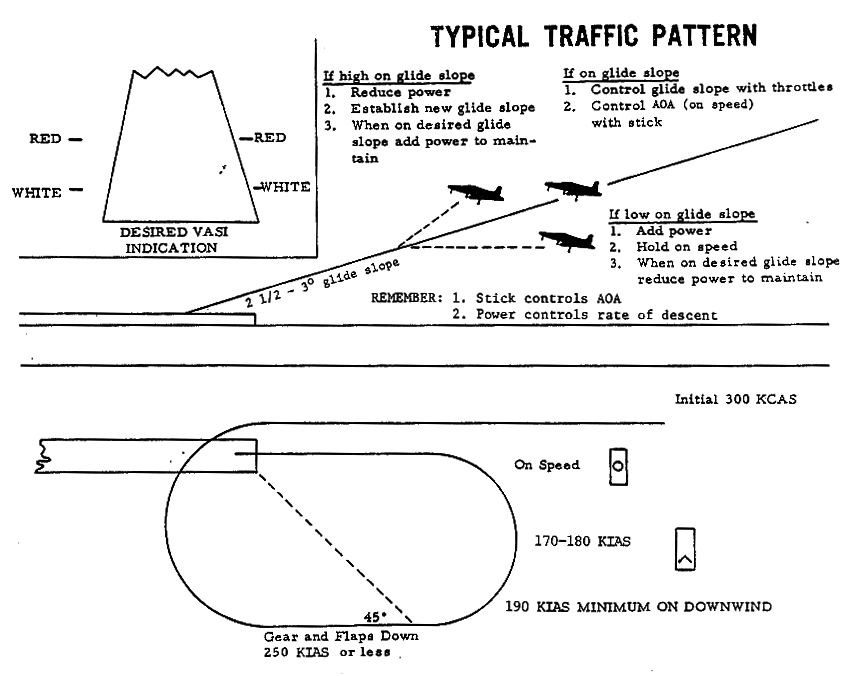 TYPICAL TRAFFIC PATTERN
RED
RED
WHITE
WHITE
DESIRED VASI
INDICATION
If high on glide slope
1. Reduce power
2. Establish new glide slope
3. When on desired glide
slope add power to main-
tain
If on glide slope
1. Control glide slope with throttles
2. Control AOA (on speed)
with stick
If low on glide slope
1. Add power
2. Hold on speed
3. When on desired glide slope
reduce power to maintain
2 1/2 - 3° glide slope
REMEMBER: 1. Stick controls AOA
2. Power controls rate of descent
Initial 300 KCAS
On Speed
170-180 KIAS
190 KIAS MINIMUM ON DOWNWIND
45°
Gear and Flaps Down
250 KIAS or less